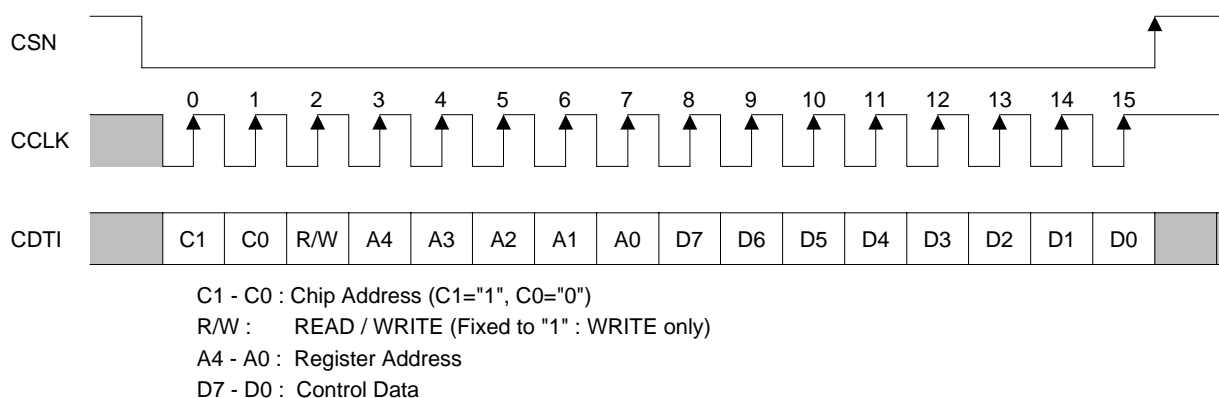 CSN
0 1 2 3 4 5 6 7 8 9 10 11 12 13 14 15
CCLK
CDTI C1 C0 R/W A4 A3 A2 A1 A0 D7 D6 D5 D4 D3 D2 D1 D0
C1 - C0 : Chip Address (C1="1", C0="0")
R/W : READ / WRITE (Fixed to "1" : WRITE only)
A4 - A0 : Register Address
D7 - D0 : Control Data